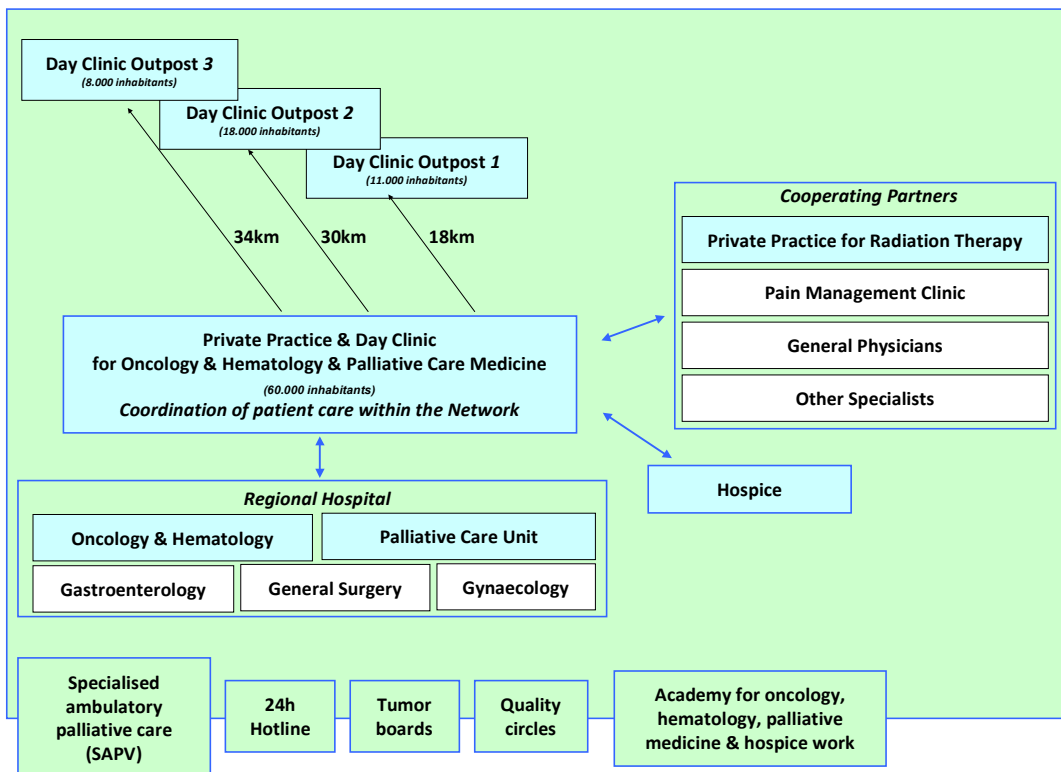 Day Clinic Outpost 3
(8.000 inhabitants)
Day Clinic Outpost 2
(18.000 inhabitants)
Day Clinic Outpost 1
(11.000 inhabitants)
34km
30km
18km
Cooperating Partners
Private Practice for Radiation Therapy
Pain Management Clinic
General Physicians
Other Specialists
Private Practice & Day Clinic
for Oncology & Hematology & Palliative Care Medicine
(60.000 inhabitants)
Coordination of patient care within the Network
Hospice
Regional Hospital
Oncology & Hematology
Palliative Care Unit
Gastroenterology
General Surgery
Gynaecology
Specialised
ambulatory
palliative care
(SAPV)
24h
Hotline
Tumor
boards
Quality
circles
Academy for oncology,
hematology, palliative
medicine & hospice work